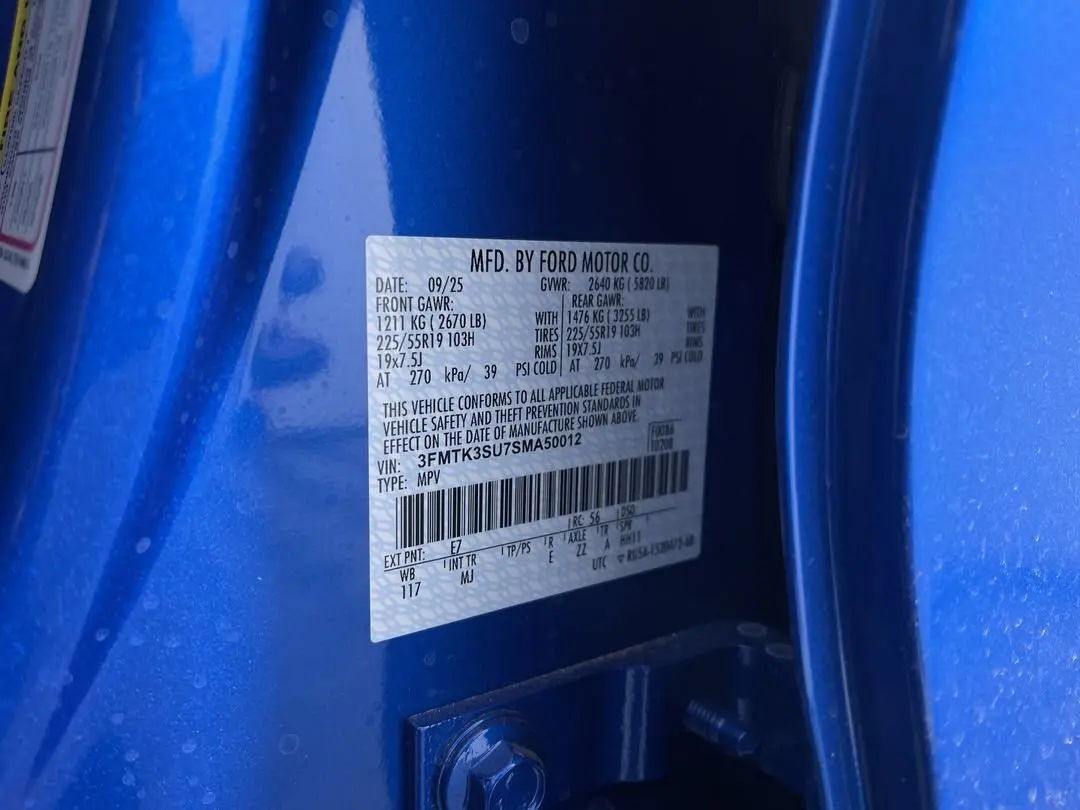 MFD. BY FORD MOTOR CO.
DATE: 09/25 GVWR: 2640 KG ( 5820 LB)
FRONT GAWR: REAR GAWR:
1211 KG ( 2670 LB) WITH 1476 KG ( 3255 LB) WITH
225/55R19 103H TIRES 225/55R19 103H TIRES
19x7.5J RIMS 19X7.5J RIMS
AT 270 kPa/ 39 PSI COLD AT 270 kPa/ 39 PSI COLD
THIS VEHICLE CONFORMS TO ALL APPLICABLE FEDERAL MOTOR
VEHICLE SAFETY AND THEFT PREVENTION STANDARDS IN
EFFECT ON THE DATE OF MANUFACTURE SHOWN ABOVE.
VIN: 3FMTK3SU7SMA50012
F0086
TYPE: MPV
RC: 56 DSO:
EXT PNT: E7
WB INT TR TP/PS R AXLE TR SPR
117 MJ E ZZ A HH11
UTC